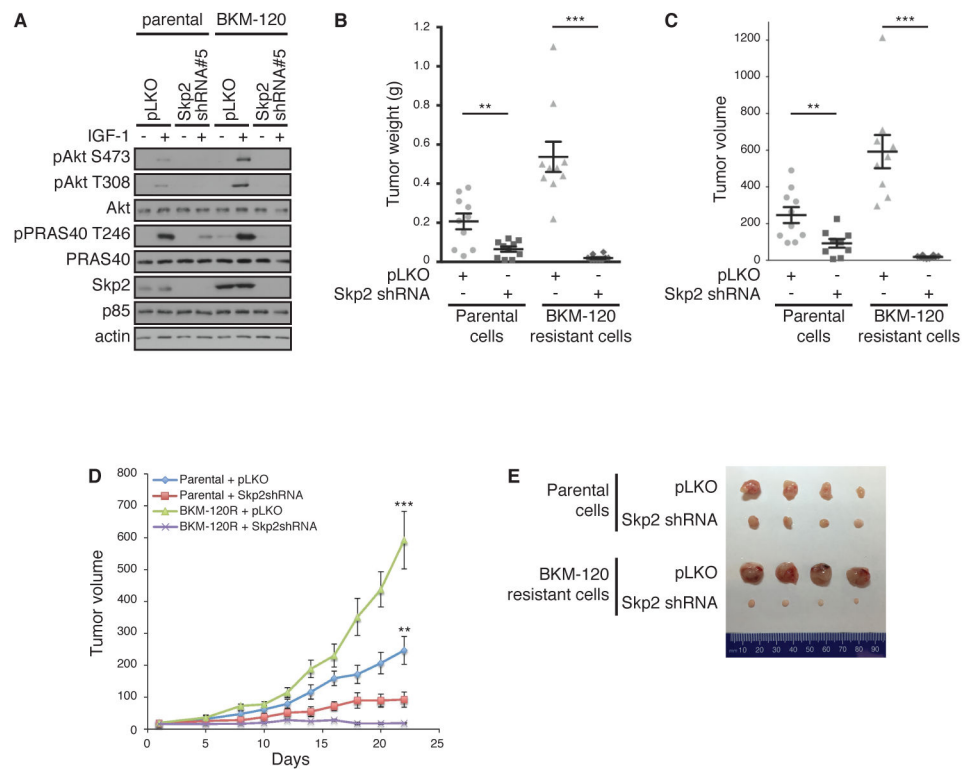 A
parental BKM-120
pLKO
Skp2
shRNA#5
pLKO
Skp2
shRNA#5
IGF-1 - + - + - + - +
pAkt S473
pAkt T308
Akt
pPRAS40 T246
PRAS40
Skp2
p85
actin
B
Tumor weight (g)
1.2
1.0
0.8
0.6
0.4
0.2
0
**
***
pLKO + - + -
Skp2 shRNA - + - +
Parental
cells
BKM-120
resistant cells
C
Tumor volume
1200
1000
800
600
400
200
0
**
***
pLKO + - + -
Skp2 shRNA - + - +
Parental
cells
BKM-120
resistant cells
D
Tumor volume
800
700
600
500
400
300
200
100
0
Parental + pLKO
Parental + Skp2shRNA
BKM-120R + pLKO
BKM-120R + Skp2shRNA
***
**
0 5 10 15 20 25
Days
E
Parental
cells
pLKO
Skp2 shRNA
BKM-120
resistant cells
pLKO
Skp2 shRNA
mm 10 20 30 40 50 60 70 80 90